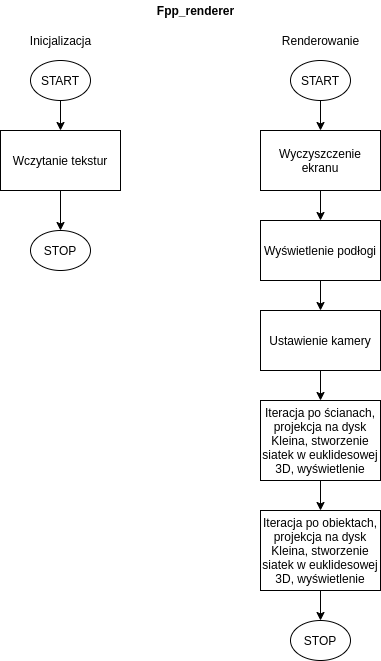 Fpp_renderer
Inicjalizacja
START
Wczytanie tekstur
STOP
Renderowanie
START
Wyczyszczenie
ekranu
Wyświetlenie podłogi
Ustawienie kamery
Iteracja po ścianach,
projekcja na dysk
Kleina, stworzenie
siatek w euklidesowej
3D, wyświetlenie
Iteracja po obiektach,
projekcja na dysk
Kleina, stworzenie
siatek w euklidesowej
3D, wyświetlenie
STOP